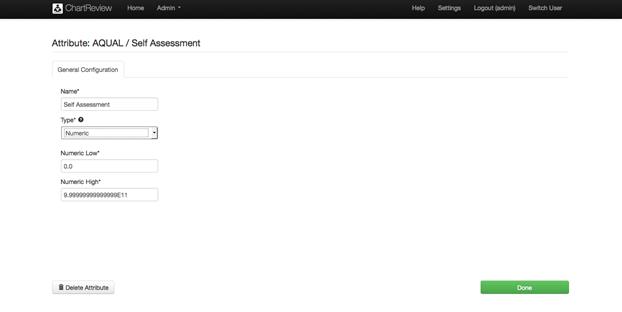 ChartReview Home Admin Help Settings Logout (admin) Switch User
Attribute: AQUAL / Self Assessment
General Configuration
Name*
Self Assessment
Type*
Numeric
Numeric Low*
0.0
Numeric High*
9.99999999999999E11
Delete Attribute Done